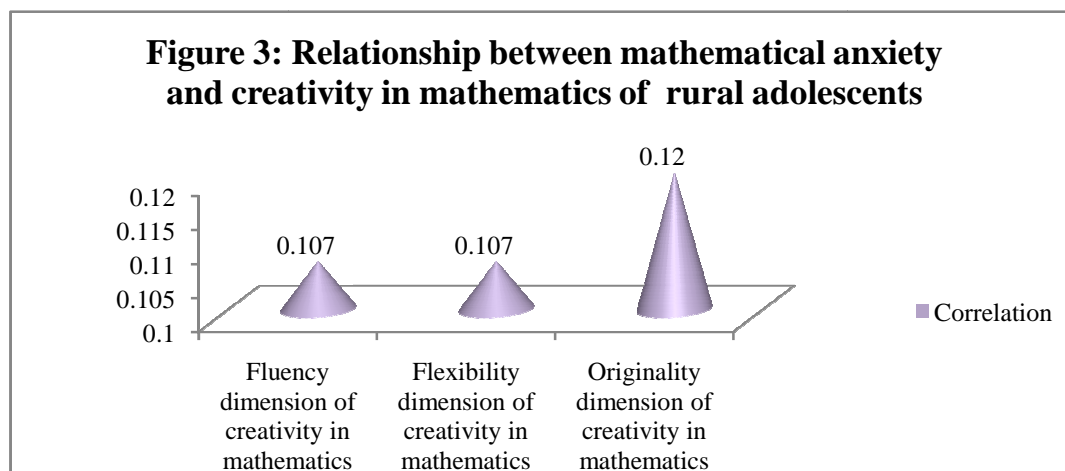 Figure 3: Relationship between mathematical anxiety
and creativity in mathematics of rural adolescents
0.12
0.12
0.115
0.11
0.105
0.1
0.107
0.107
Correlation
Fluency
dimension of
creativity in
mathematics
Flexibility
dimension of
creativity in
mathematics
Originality
dimension of
creativity in
mathematics